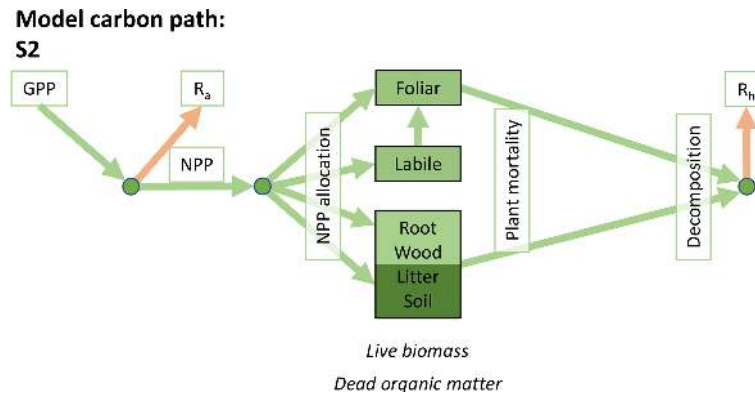 Model carbon path:
S2
GPP
Ra
Rh
NPP
NPP allocation
Foliar
Labile
Root
Wood
Litter
Soil
Plant mortality
Decomposition
Live biomass
Dead organic matter